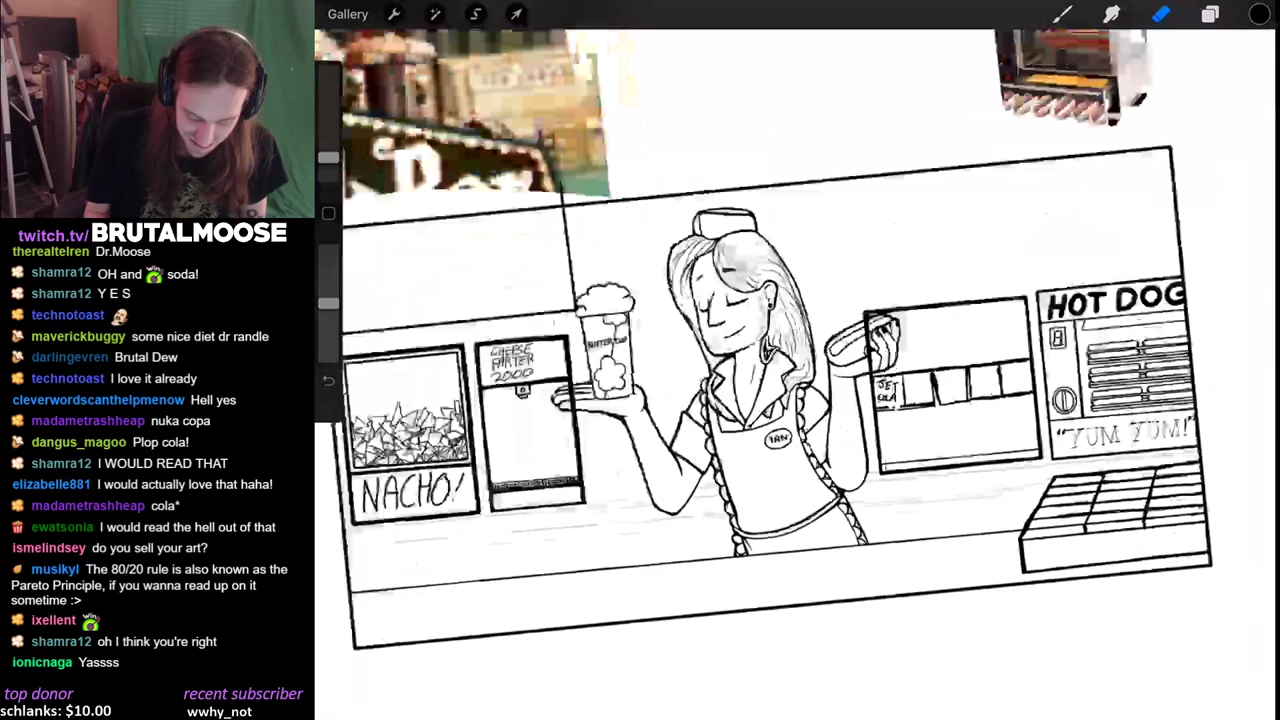 Gallery
twitch.tv/BRUTALMOOSE
therealtelren Dr.Moose
shamra12 OH and soda!
shamra12 Y E S
technotoast
maverickbuggy some nice diet dr randle
darlingevren Brutal Dew
technotoast I love it already
cleverwordscanthelpmenow Hell yes
madametrashheap nuka copa
dangus_magoo Plop cola!
shamra12 I WOULD READ THAT
elizabelle881 I would actually love that haha!
madametrashheap cola*
ewatsonia I would read the hell out of that
ismelindsey do you sell your art?
musikyl The 80/20 rule is also known as the
Pareto Principle, if you wanna read up on it
sometime :>
ixellent
shamra12 oh I think you're right
ionicnaga Yassss
top donor
schlanks: $10.00
recent subscriber
wwhy_not
NACHO!
CHEESE
FARTER
2000
JET
COLA
HOT DOG
"YUM YUM!"